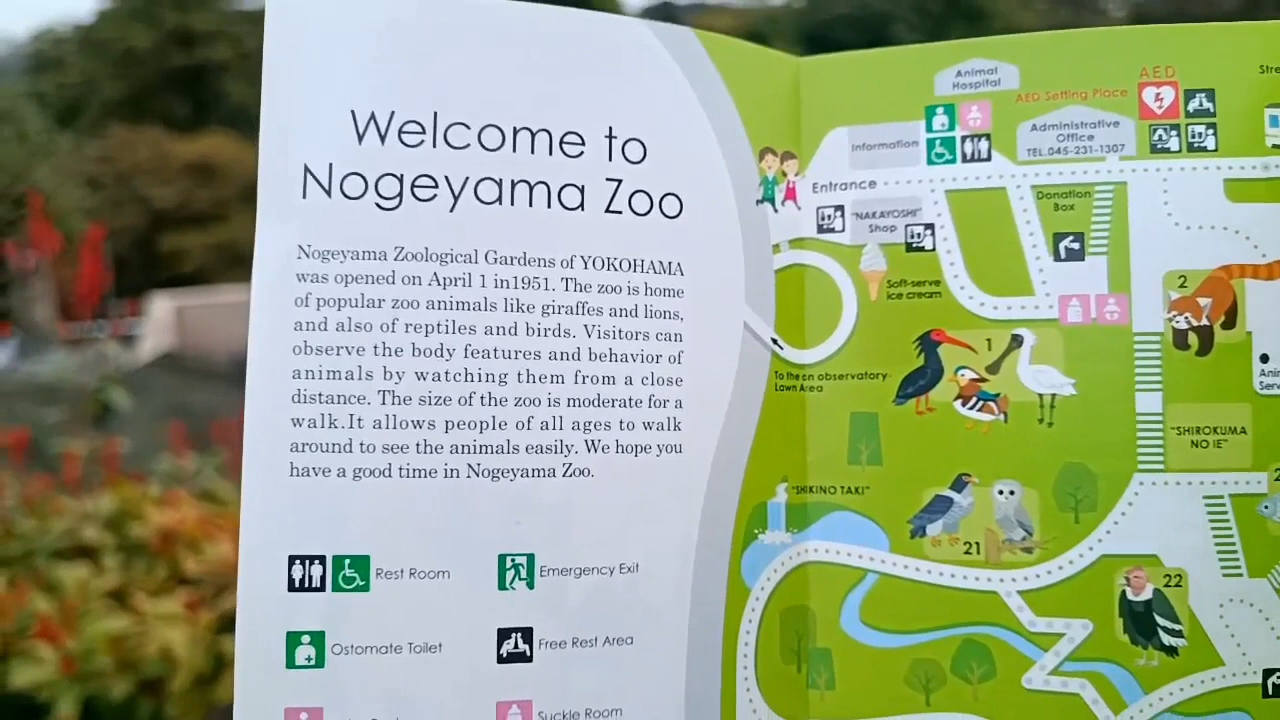 Welcome to
Nogeyama Zoo
Nogeyama Zoological Gardens of YOKOHAMA
was opened on April 1 in1951. The zoo is home
of popular zoo animals like giraffes and lions,
and also of reptiles and birds. Visitors can
observe the body features and behavior of
animals by watching them from a close
distance. The size of the zoo is moderate for a
walk.It allows people of all ages to walk
around to see the animals easily. We hope you
have a good time in Nogeyama Zoo.
Rest Room
Emergency Exit
Ostomate Toilet
Free Rest Area
Suckle Room
Animal
Hospital
AED
AED Setting Place
Information
Administrative
Office
TEL.045-231-1307
Entrance
Donation
Box
"NAKAYOSHI"
Shop
Soft-serve
ice cream
2
1
To the observatory·
Lawn Area
"SHIROKUMA
NO IE"
"SHIKINO TAKI"
21
22